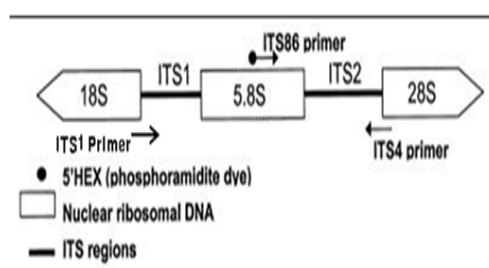 ITS86 primer
ITS1
ITS2
18S
5.8S
28S
ITS1 Primer
ITS4 primer
5'HEX (phosphoramidite dye)
Nuclear ribosomal DNA
ITS regions